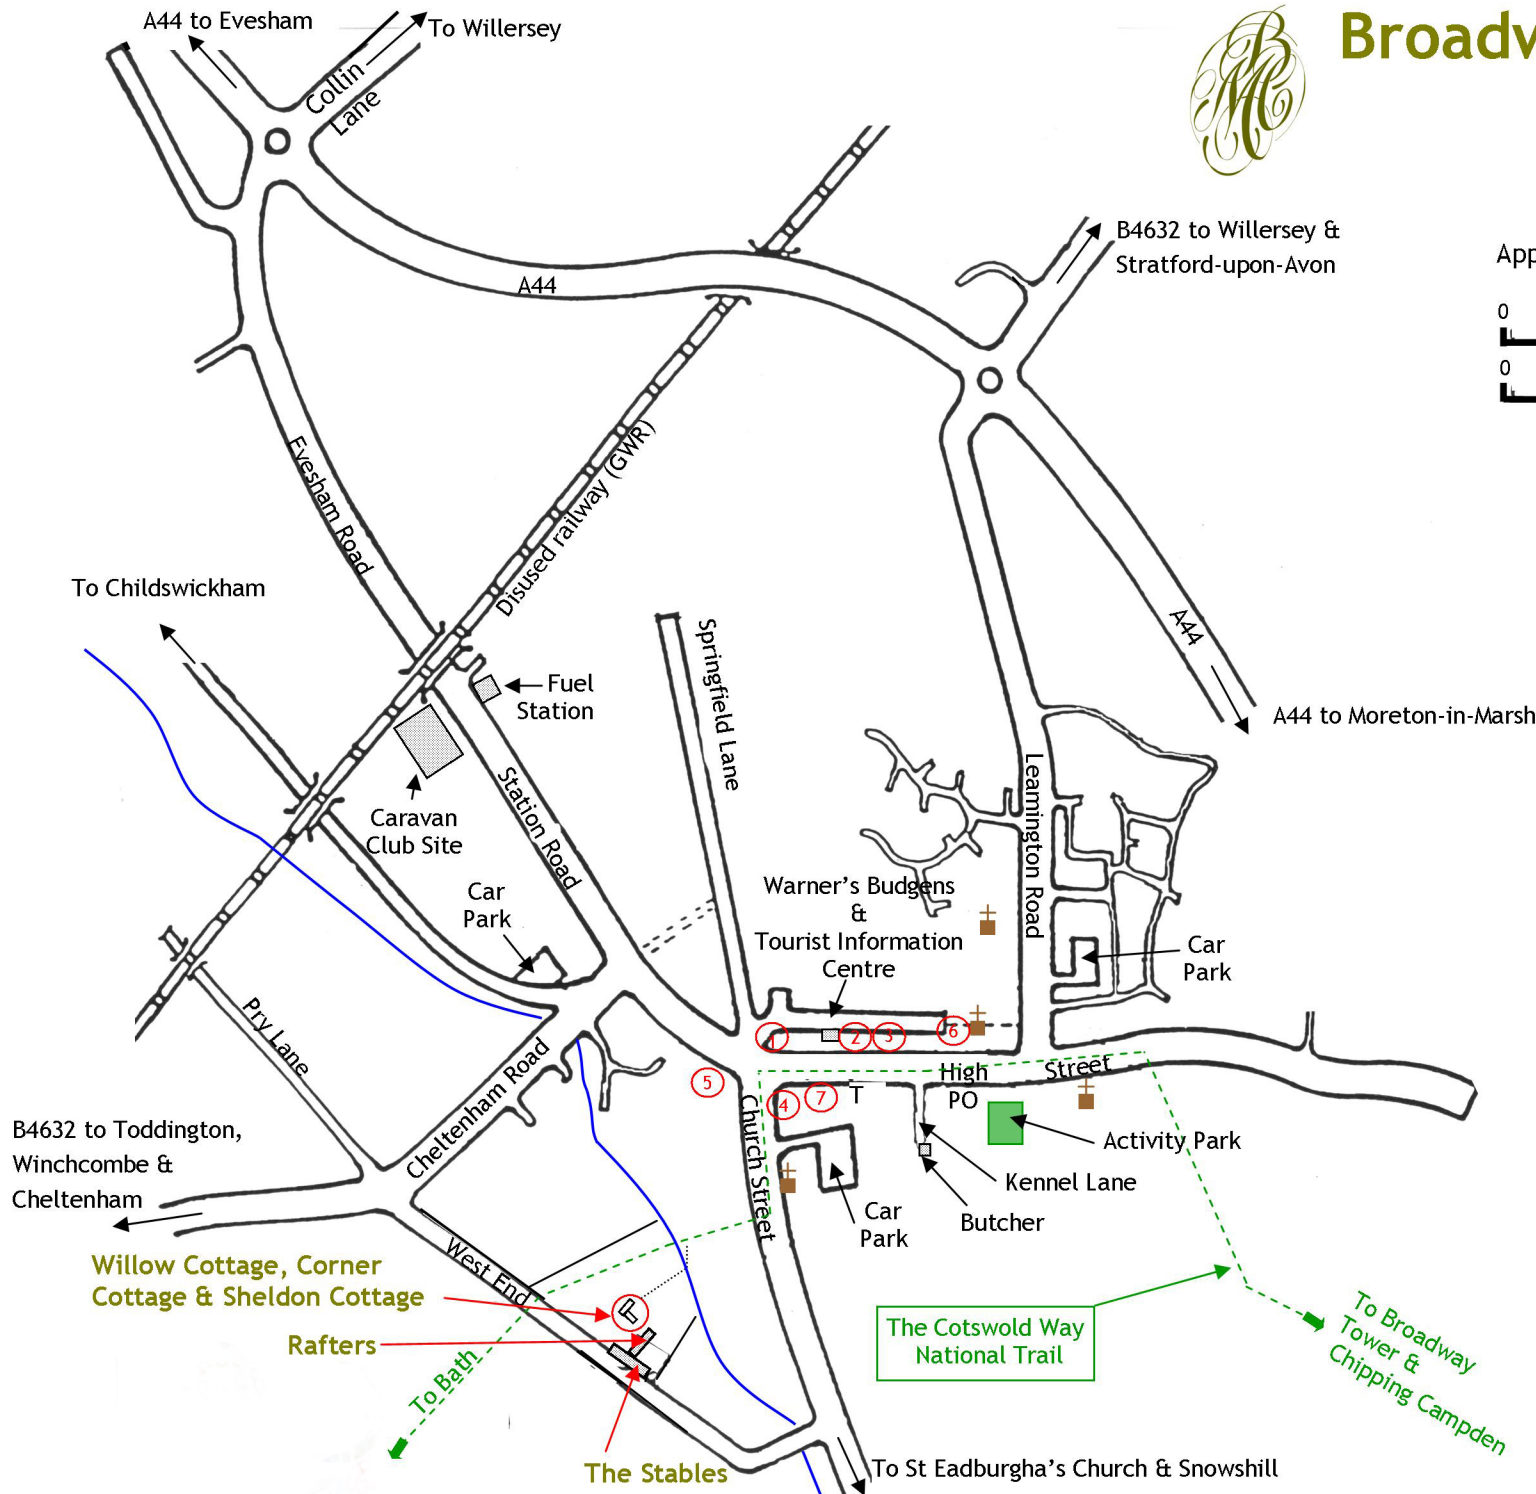 A44 to Evesham
To Willersey
Collin
Lane
BMC
Broadw
B4632 to Willersey &
Stratford-upon-Avon
App
0
0
A44
Evesham Road
Disused railway (GWR)
To Childswickham
Springfield Lane
Fuel
Station
A44
A44 to Moreton-in-Marsh
Caravan
Club Site
Station Road
Leamington Road
Car
Park
Warner's Budgens
&
Tourist Information
Centre
Car
Park
Pry Lane
1
2
3
6
5
4
7
T
High
Street
PO
Church Street
Cheltenham Road
Activity Park
Kennel Lane
Butcher
Car
Park
B4632 to Toddington,
Winchcombe &
Cheltenham
West End
Willow Cottage, Corner
Cottage & Sheldon Cottage
Rafters
The Stables
To Bath
The Cotswold Way
National Trail
To Broadway
Tower &
Chipping Campden
To St Eadburgha's Church & Snowshill